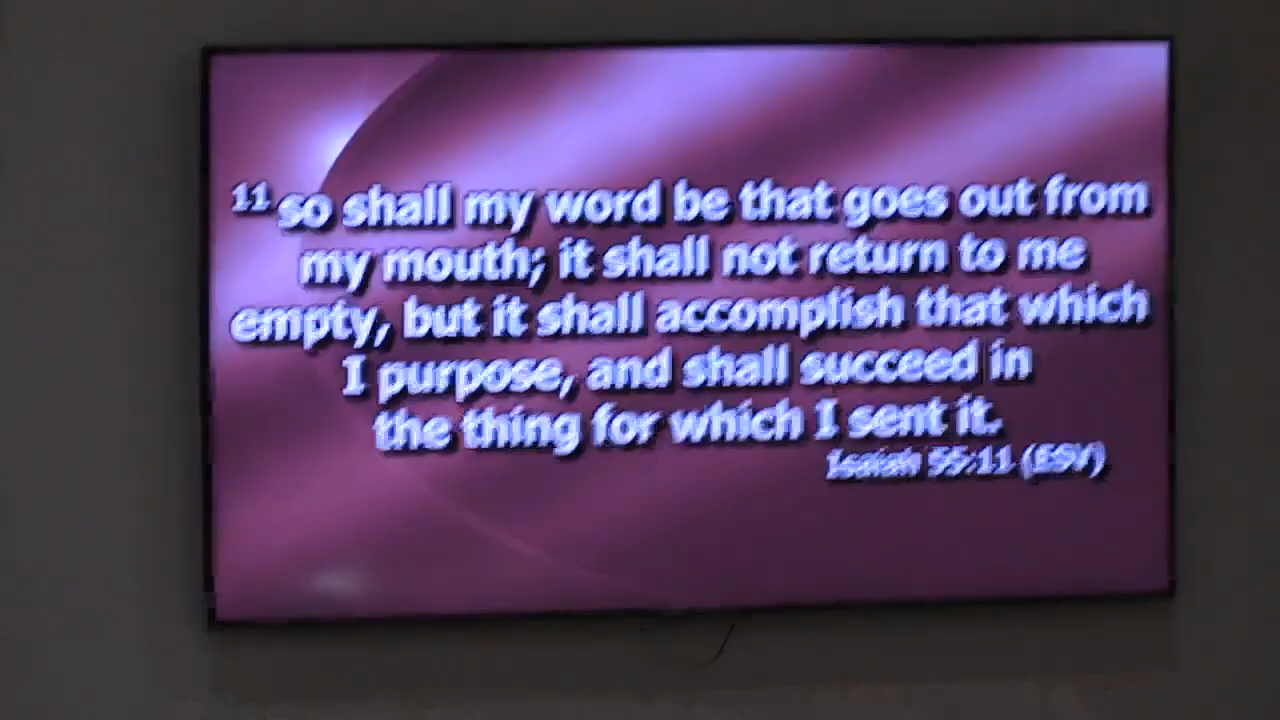 11 so shall my word be that goes out from
my mouth; it shall not return to me
empty, but it shall accomplish that which
I purpose, and shall succeed in
the thing for which I sent it.
Isaiah 55:11 (ESV)